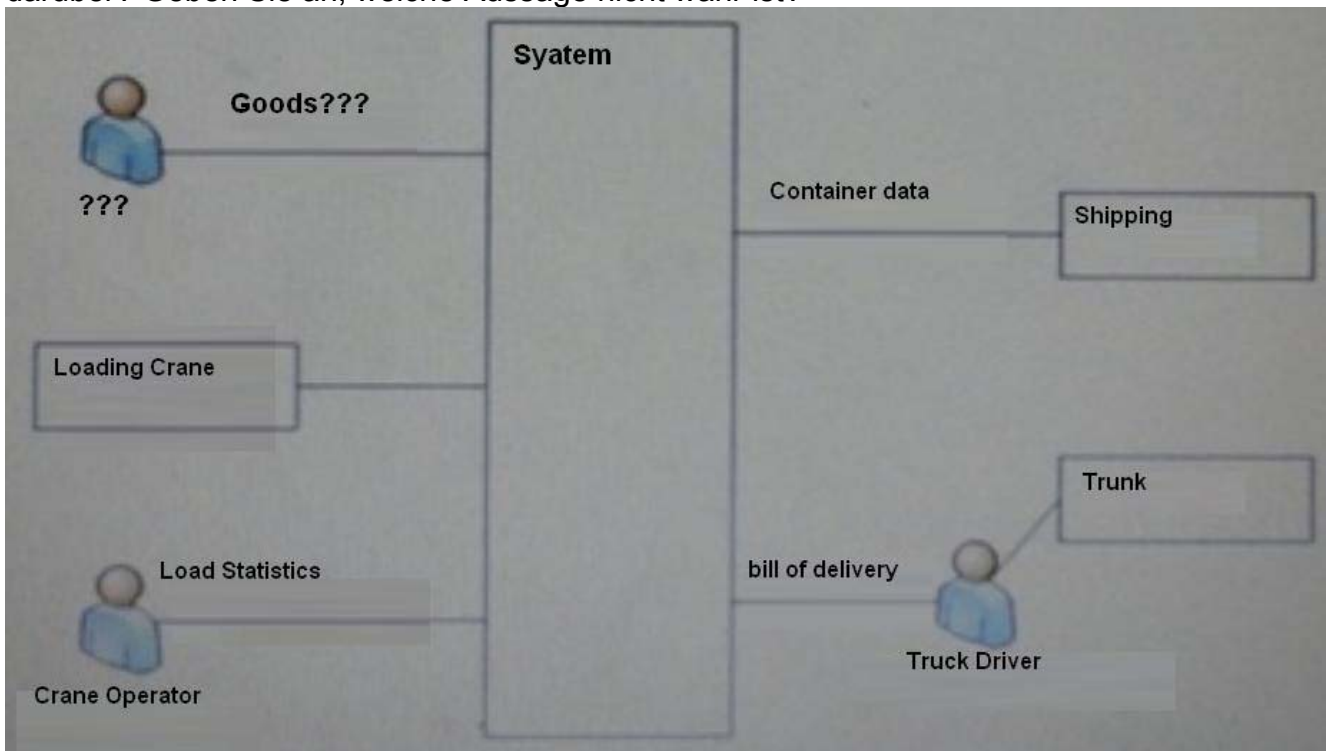 darüber? Geben Sie an, welche Aussage nicht wahr ist?
Syatem
Goods???
???
Container data
Shipping
Loading Crane
Trunk
Load Statistics
bill of delivery
Truck Driver
Crane Operator